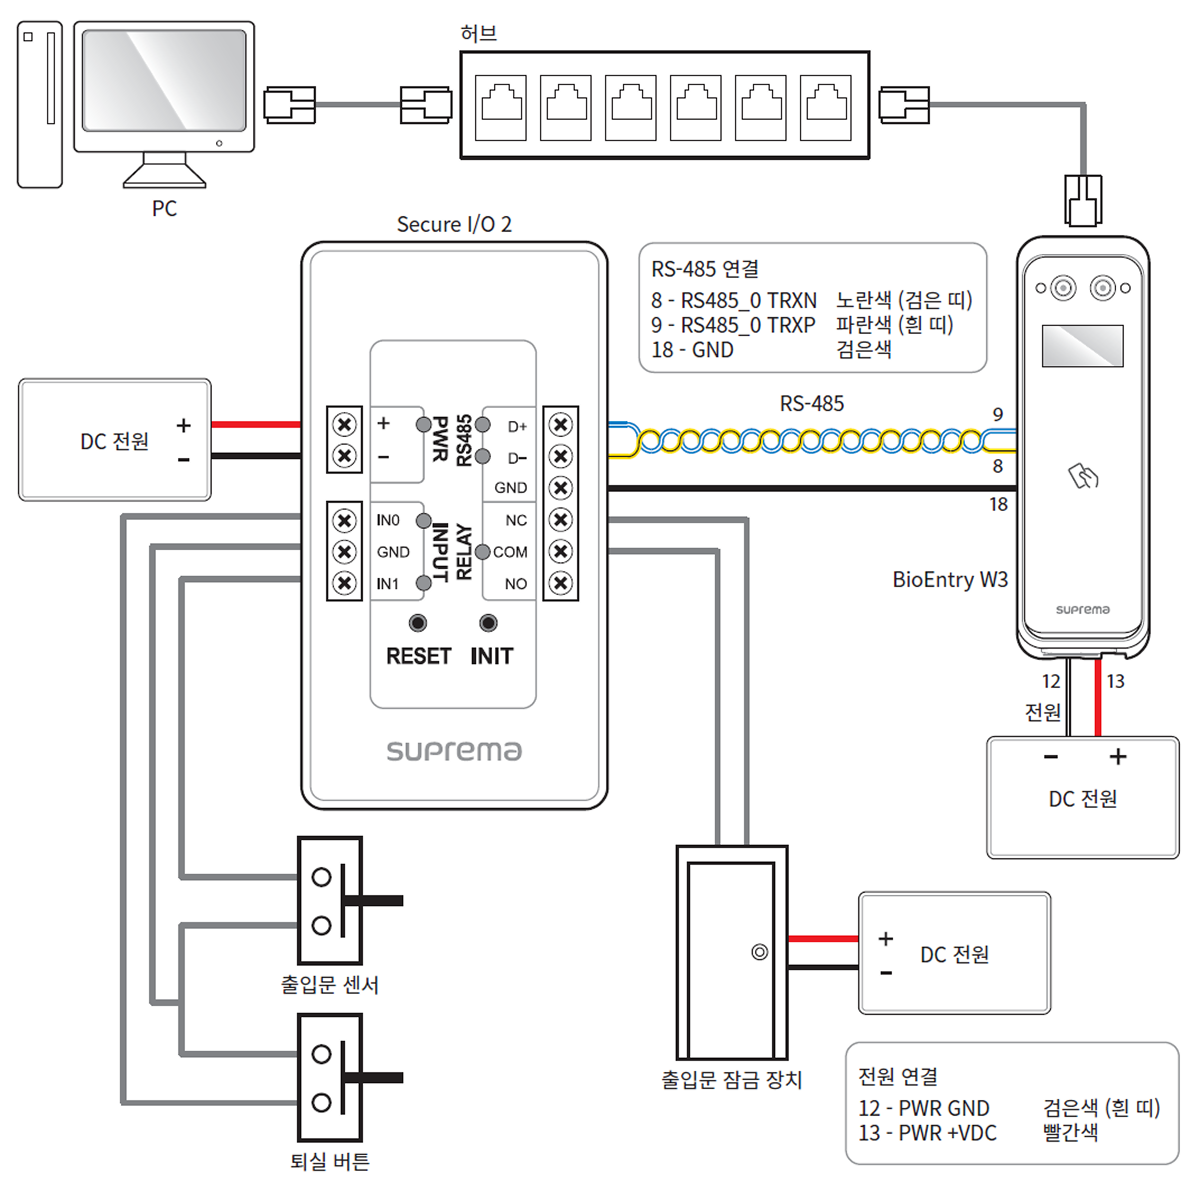 허브
PC
Secure I/O 2
RS-485 연결
8 - RS485_0 TRXN 노란색 (검은 띠)
9 - RS485_0 TRXP 파란색 (흰 띠)
18 - GND 검은색
DC 전원
+
−
+
−
PWR
RS485
D+
D−
GND
IN0
GND
IN1
INPUT
RELAY
NC
COM
NO
RESET INIT
suprema
RS-485
9
8
18
BioEntry W3
suprema
12
13
전원
− +
DC 전원
출입문 센서
퇴실 버튼
출입문 잠금 장치
+
−
DC 전원
전원 연결
12 - PWR GND 검은색 (흰 띠)
13 - PWR +VDC 빨간색